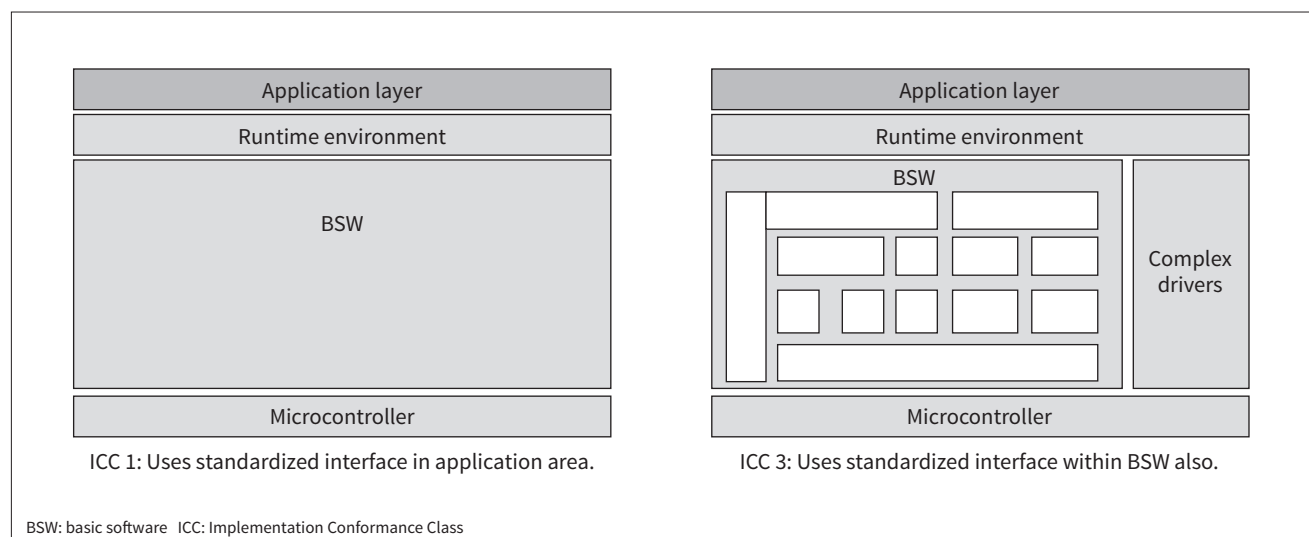 Application layer
Runtime environment
BSW
Microcontroller
ICC 1: Uses standardized interface in application area.
Application layer
Runtime environment
BSW
Complex
drivers
Microcontroller
ICC 3: Uses standardized interface within BSW also.
BSW: basic software ICC: Implementation Conformance Class